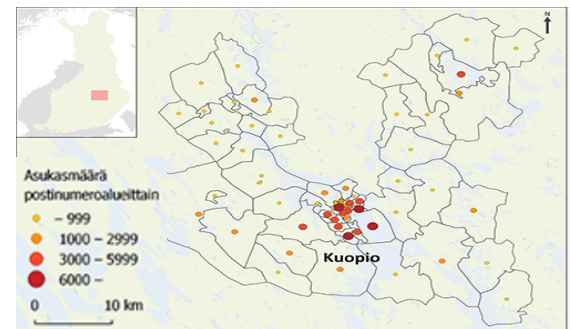 N
Asukasmäärä
postinumeroalueittain
– 999
1000 – 2999
3000 – 5999
6000 –
0 10 km
Kuopio